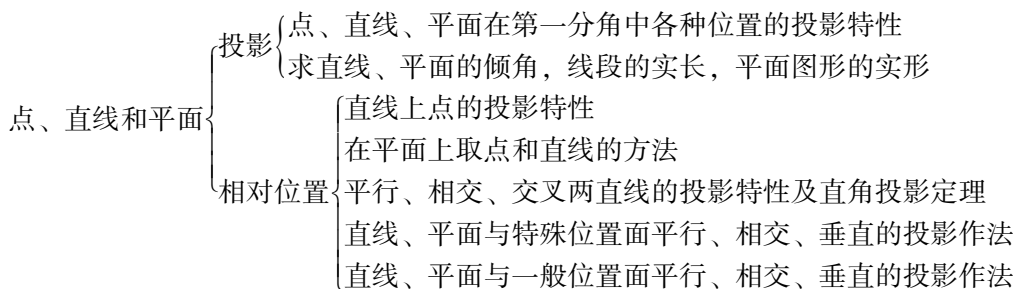 点、直线和平面
投影
点、直线、平面在第一分角中各种位置的投影特性
求直线、平面的倾角，线段的实长，平面图形的实形
相对位置
直线上点的投影特性
在平面上取点和直线的方法
平行、相交、交叉两直线的投影特性及直角投影定理
直线、平面与特殊位置面平行、相交、垂直的投影作法
直线、平面与一般位置面平行、相交、垂直的投影作法